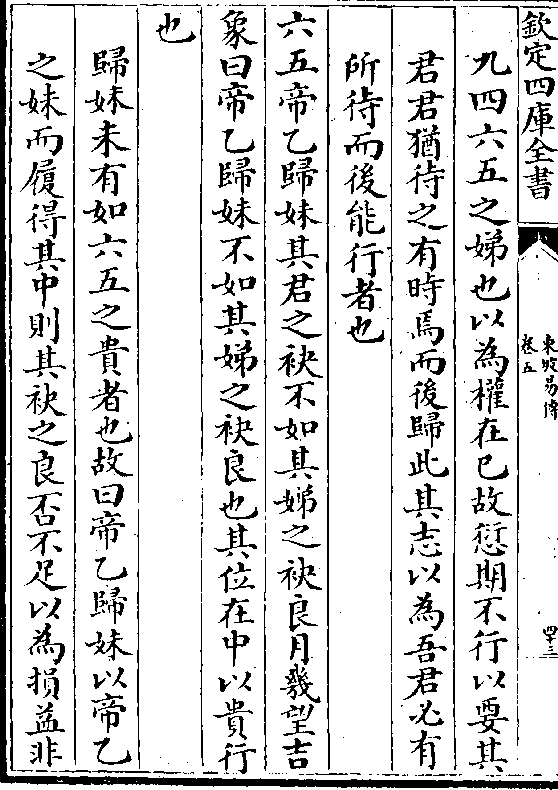 欽定四庫全書
東坡易傳
卷五
四十三
九四六五之娣也以為權在已故愆期不行以要其
君君猶待之有時焉而後歸此其志以為吾君必有
所待而後能行者也
六五帝乙歸妹其君之袂不如其娣之袂良月幾望吉
象曰帝乙歸妹不如其娣之袂良也其位在中以貴行
也
歸妹未有如六五之貴者也故曰帝乙歸妹以帝乙
之妹而履得其中則其袂之良否不足以為損益非